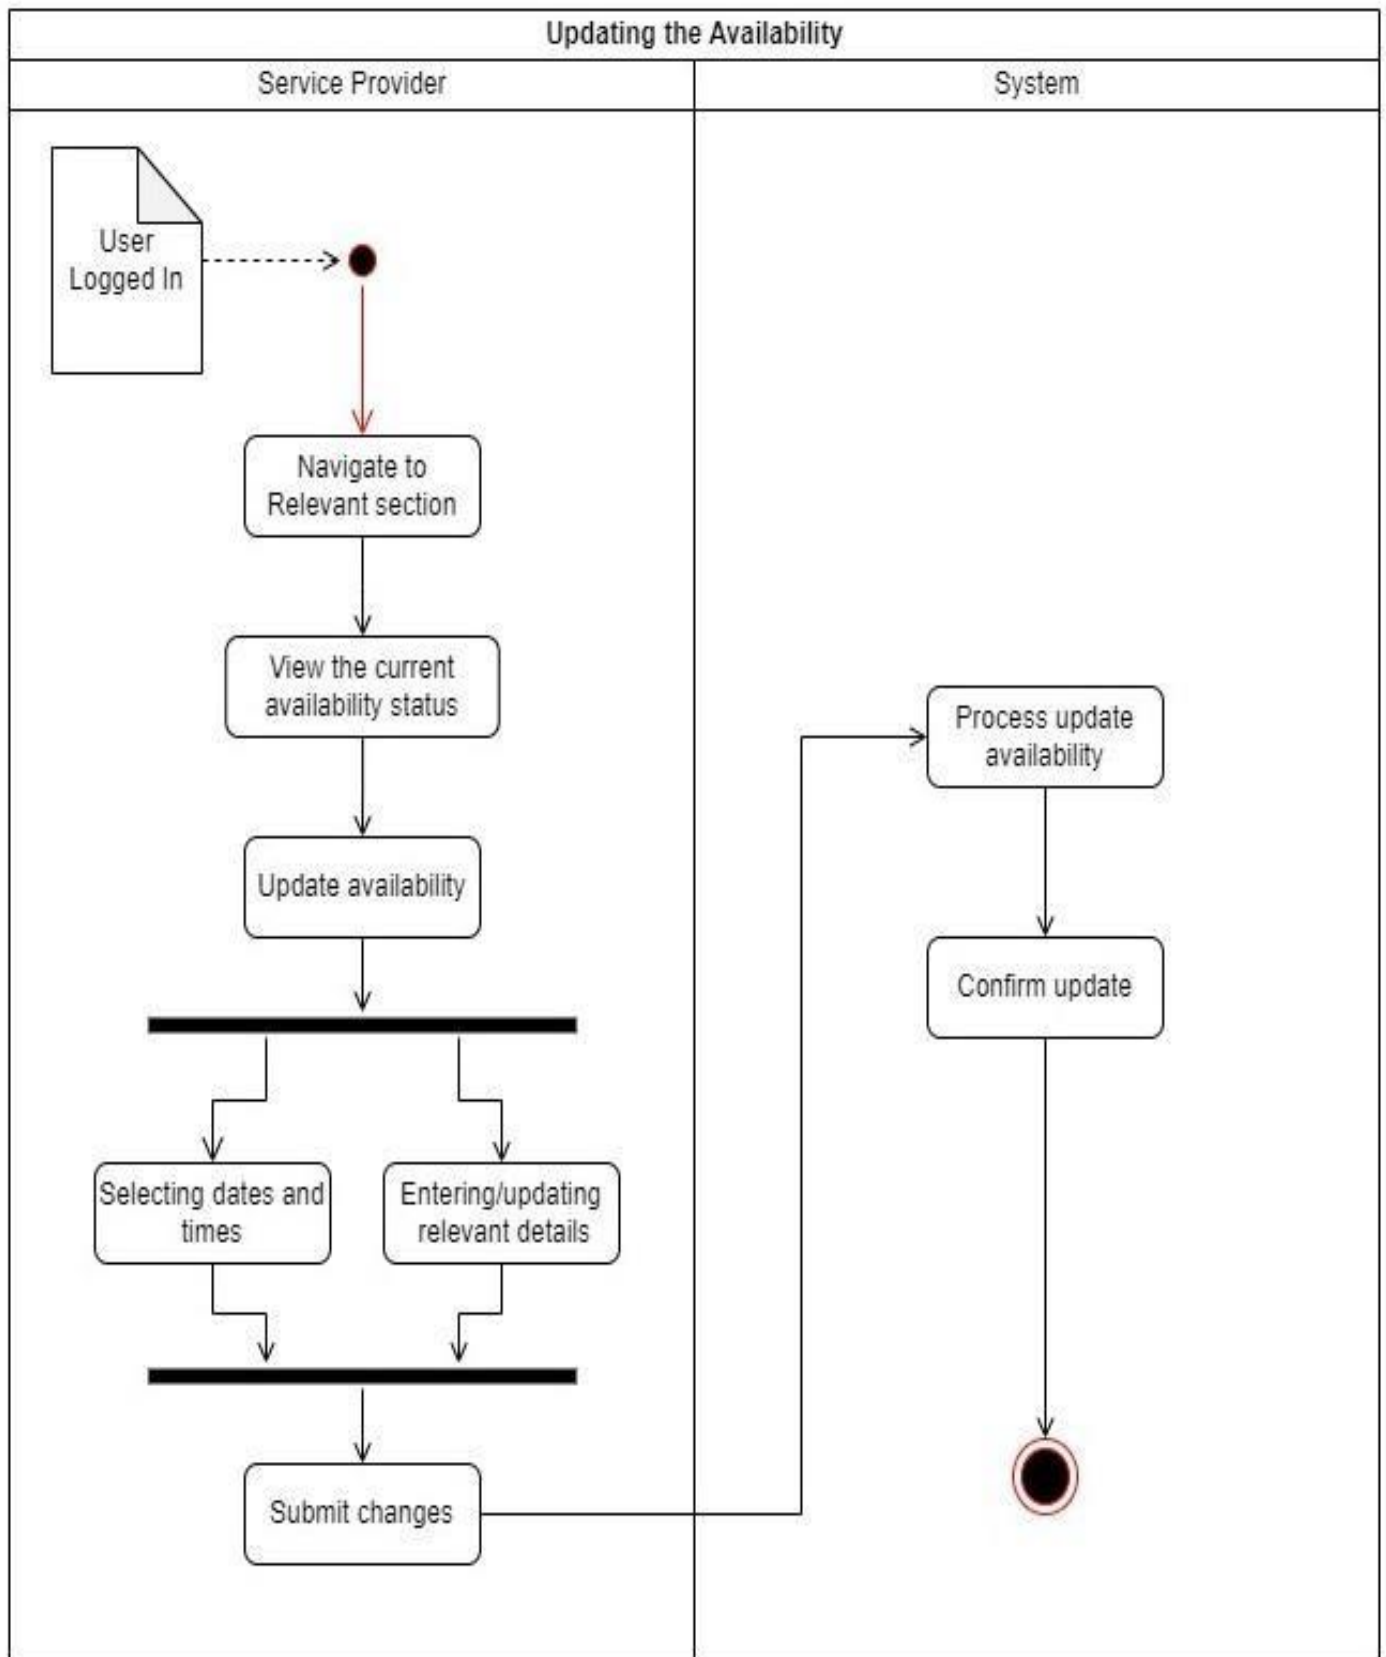 Updating the Availability
Service Provider
System
User
Logged In
Navigate to
Relevant section
View the current
availability status
Update availability
Selecting dates and
times
Entering/updating
relevant details
Submit changes
Process update
availability
Confirm update